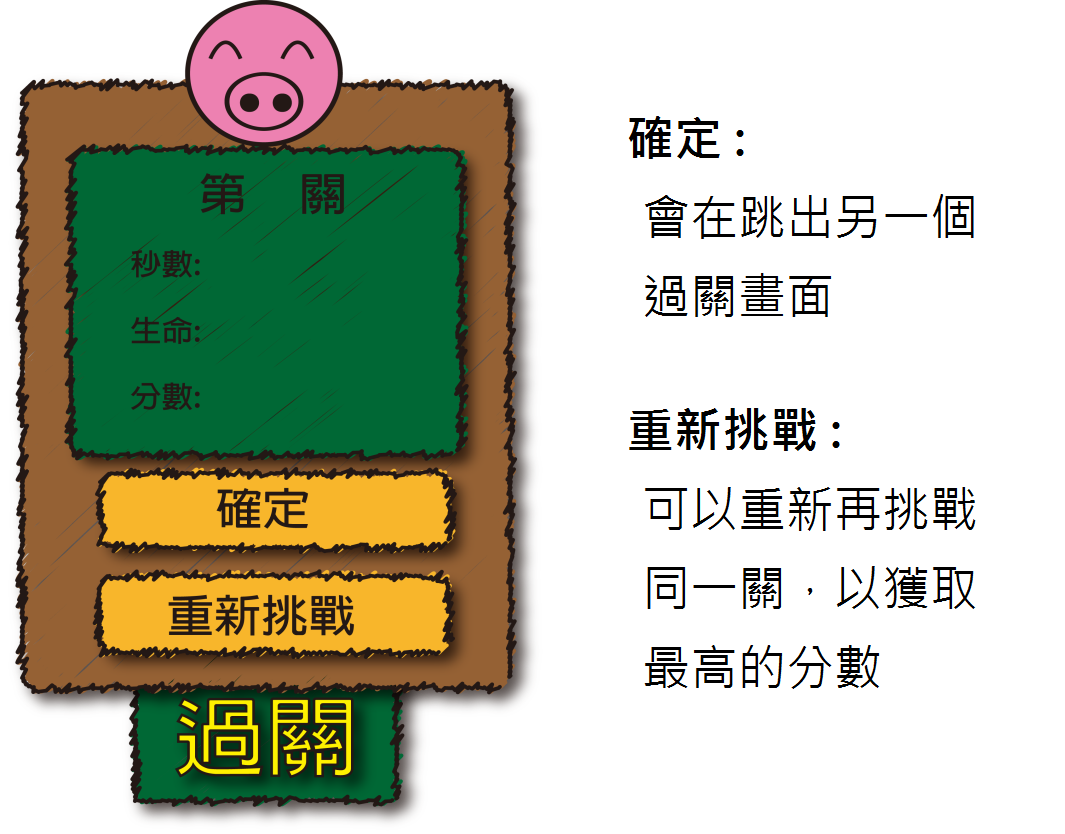 第 關
秒數:
生命:
分數:
確定
重新挑戰
過關
確定 :
會在跳出另一個
過關畫面
重新挑戰 :
可以重新再挑戰
同一關，以獲取
最高的分數